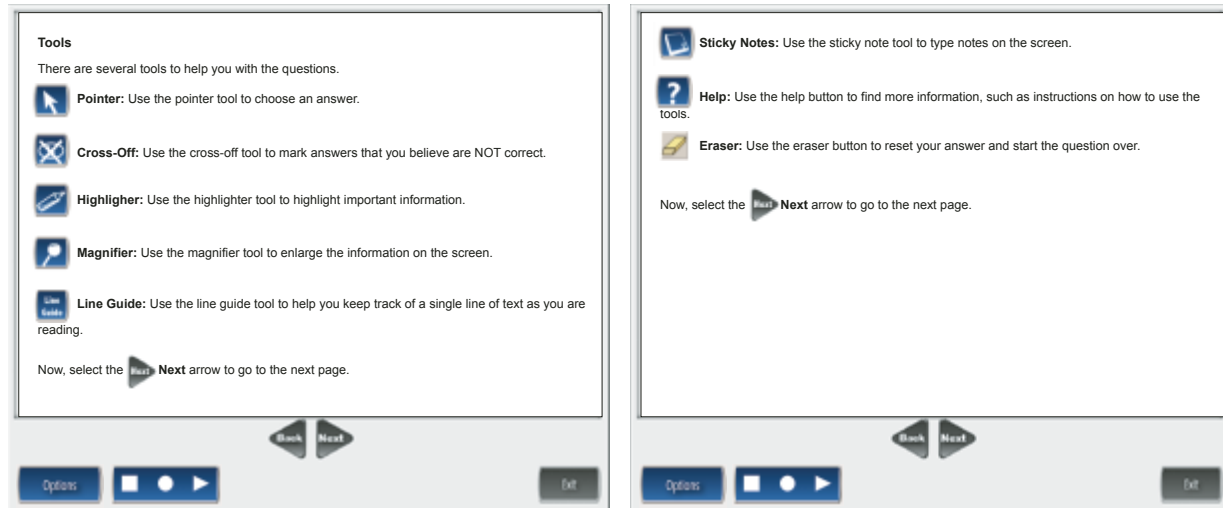 Tools
There are several tools to help you with the questions.
Pointer: Use the pointer tool to choose an answer.
Cross-Off: Use the cross-off tool to mark answers that you believe are NOT correct.
Highligher: Use the highlighter tool to highlight important information.
Magnifier: Use the magnifier tool to enlarge the information on the screen.
Line Guide
Line Guide: Use the line guide tool to help you keep track of a single line of text as you are
reading.
Now, select the Next Next arrow to go to the next page.
Back Next
Options
Exit
Sticky Notes: Use the sticky note tool to type notes on the screen.
? Help: Use the help button to find more information, such as instructions on how to use the
tools.
Eraser: Use the eraser button to reset your answer and start the question over.
Now, select the Next Next arrow to go to the next page.
Back Next
Options
Exit